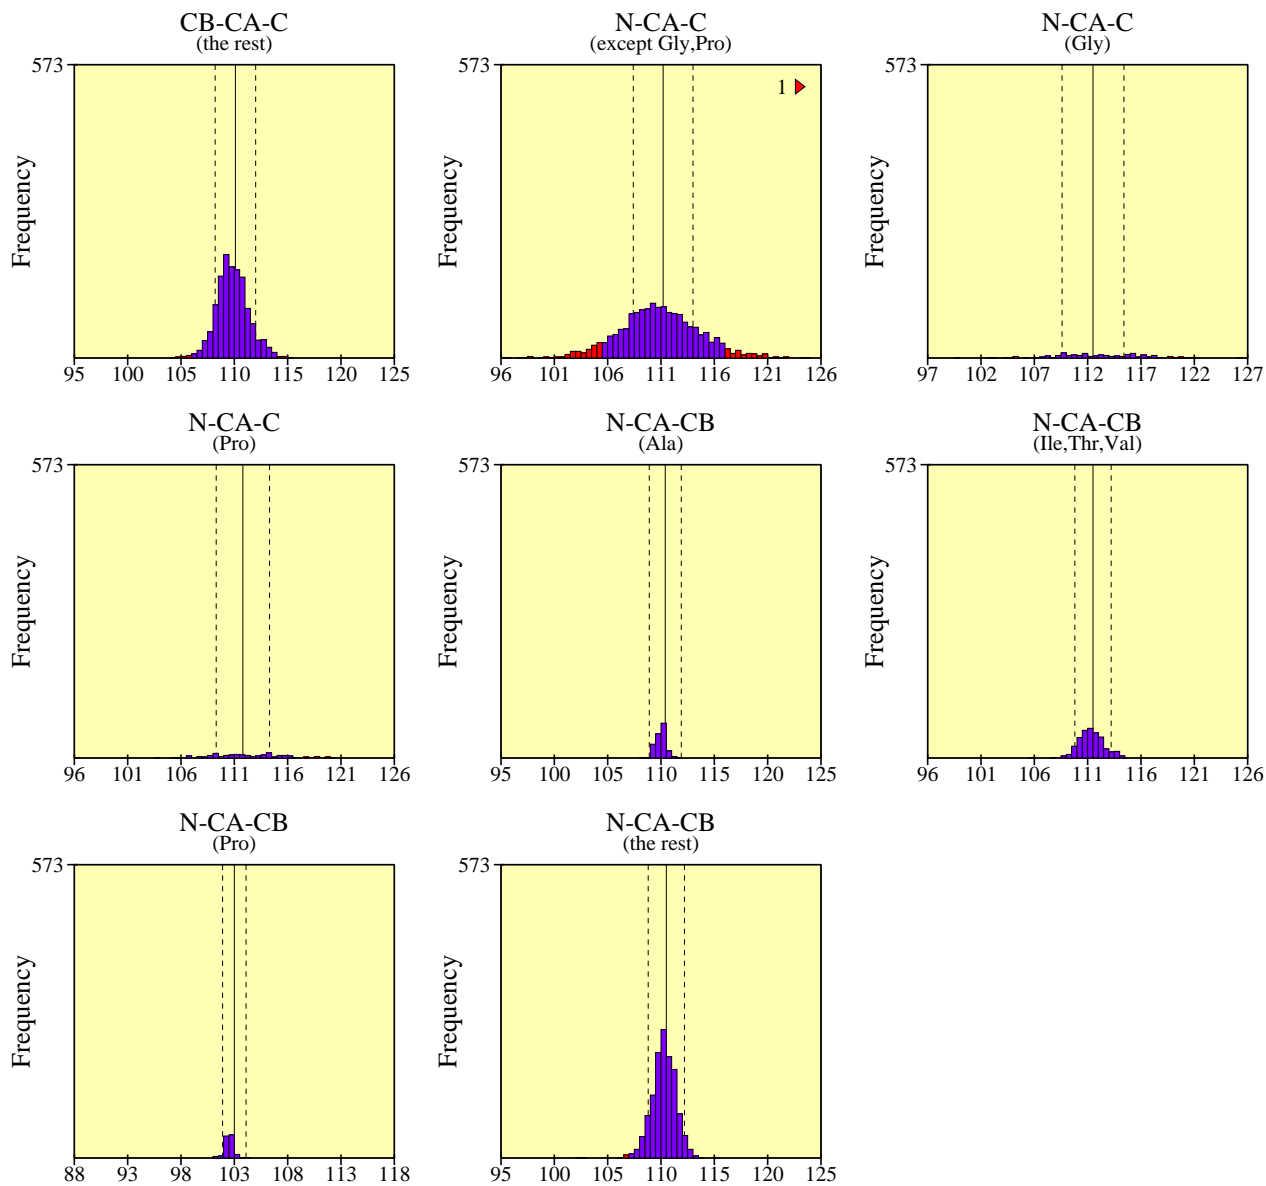 CB-CA-C
(the rest)
573
Frequency
95 100 105 110 115 120 125
N-CA-C
(except Gly,Pro)
573
1
Frequency
96 101 106 111 116 121 126
N-CA-C
(Gly)
573
Frequency
97 102 107 112 117 122 127
N-CA-C
(Pro)
573
Frequency
96 101 106 111 116 121 126
N-CA-CB
(Ala)
573
Frequency
95 100 105 110 115 120 125
N-CA-CB
(Ile,Thr,Val)
573
Frequency
96 101 106 111 116 121 126
N-CA-CB
(Pro)
573
Frequency
88 93 98 103 108 113 118
N-CA-CB
(the rest)
573
Frequency
95 100 105 110 115 120 125